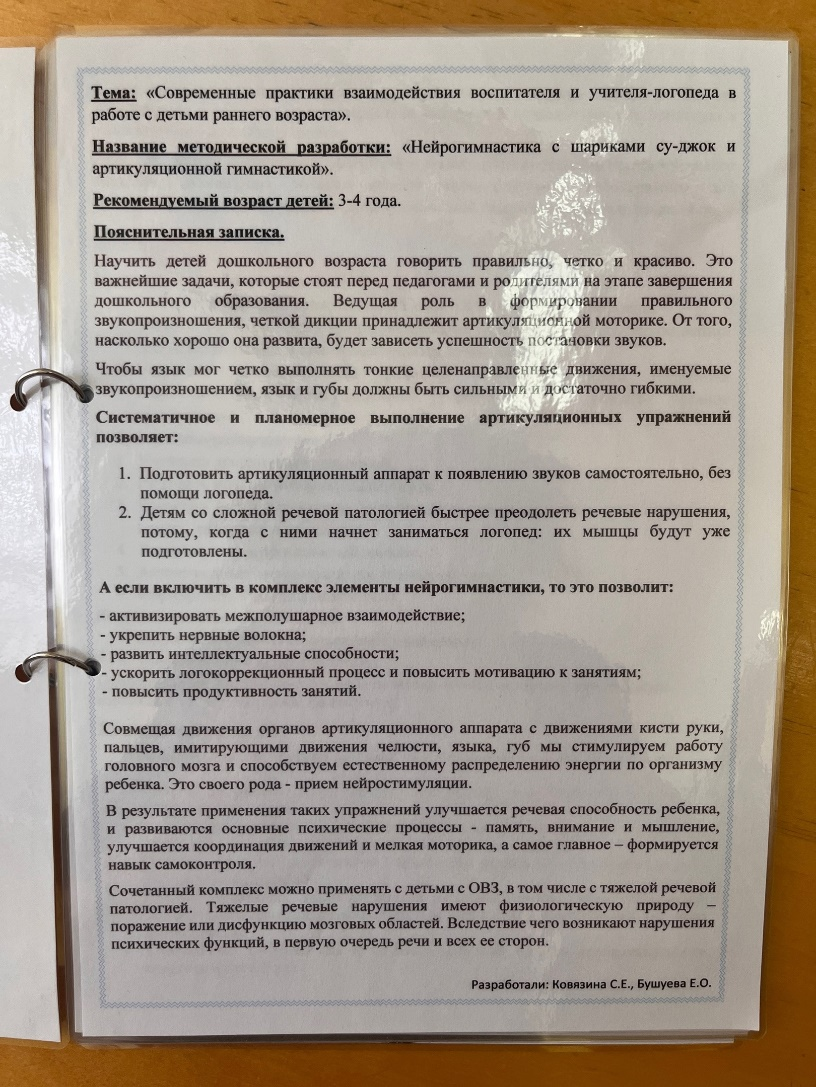 Тема: «Современные практики взаимодействия воспитателя и учителя-логопеда в
работе с детьми раннего возраста».
Название методической разработки: «Нейрогимнастика с шариками су-джок и
артикуляционной гимнастикой».
Рекомендуемый возраст детей: 3-4 года.
Пояснительная записка.
Научить детей дошкольного возраста говорить правильно, четко и красиво. Это
важнейшие задачи, которые стоят перед педагогами и родителями на этапе завершения
дошкольного образования. Ведущая роль в формировании правильного
звукопроизношения, четкой дикции принадлежит артикуляционной моторике. От того,
насколько хорошо она развита, будет зависеть успешность постановки звуков.
Чтобы язык мог четко выполнять тонкие целенаправленные движения, именуемые
звукопроизношением, язык и губы должны быть сильными и достаточно гибкими.
Систематичное и планомерное выполнение артикуляционных упражнений
позволяет:
1. Подготовить артикуляционный аппарат к появлению звуков самостоятельно, без
помощи логопеда.
2. Детям со сложной речевой патологией быстрее преодолеть речевые нарушения,
потому, когда с ними начнет заниматься логопед: их мышцы будут уже
подготовлены.
А если включить в комплекс элементы нейрогимнастики, то это позволит:
- активизировать межполушарное взаимодействие;
- укрепить нервные волокна;
- развить интеллектуальные способности;
- ускорить логокоррекционный процесс и повысить мотивацию к занятиям;
- повысить продуктивность занятий.
Совмещая движения органов артикуляционного аппарата с движениями кисти руки,
пальцев, имитирующими движения челюсти, языка, губ мы стимулируем работу
головного мозга и способствуем естественному распределению энергии по организму
ребенка. Это своего рода - прием нейростимуляции.
В результате применения таких упражнений улучшается речевая способность ребенка,
и развиваются основные психические процессы - память, внимание и мышление,
улучшается координация движений и мелкая моторика, а самое главное – формируется
навык самоконтроля.
Сочетанный комплекс можно применять с детьми с ОВЗ, в том числе с тяжелой речевой
патологией. Тяжелые речевые нарушения имеют физиологическую природу –
поражение или дисфункцию мозговых областей. Вследствие чего возникают нарушения
психических функций, в первую очередь речи и всех ее сторон.
Разработали: Ковязина С.Е., Бушуева Е.О.